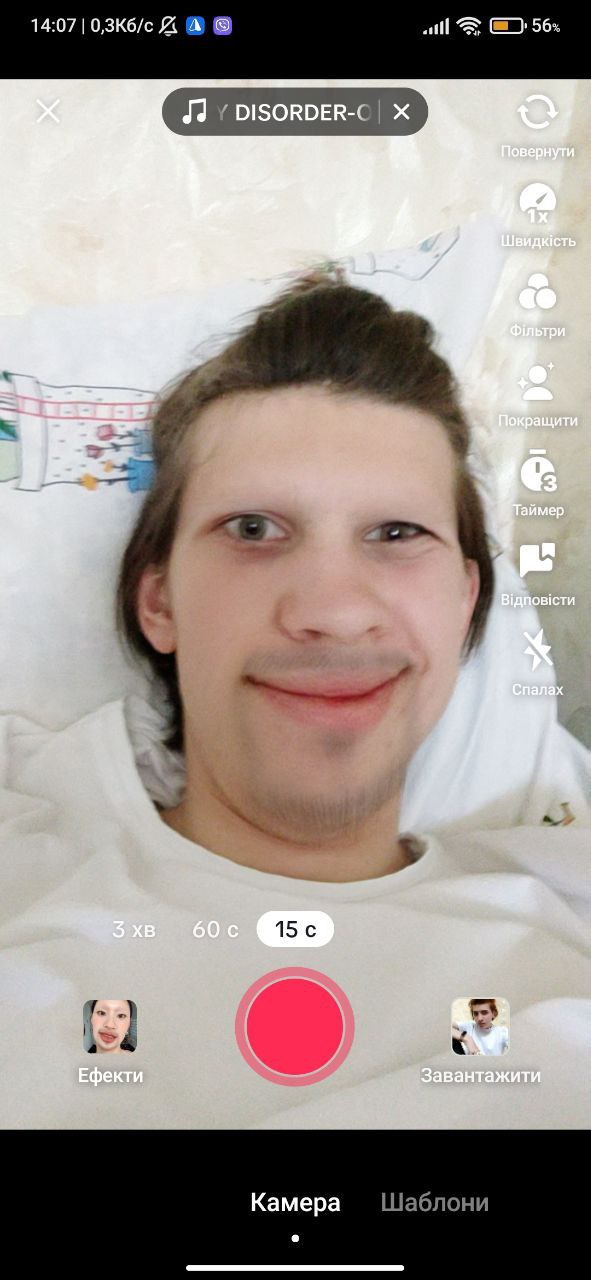 14:07 | 0,3Кб/с
56%
Y DISORDER-O
Повернути
1x
Швидкість
Фільтри
Покращити
3
Таймер
Відповісти
Спалах
3 хв 60 с 15 с
Ефекти
Завантажити
Камера Шаблони